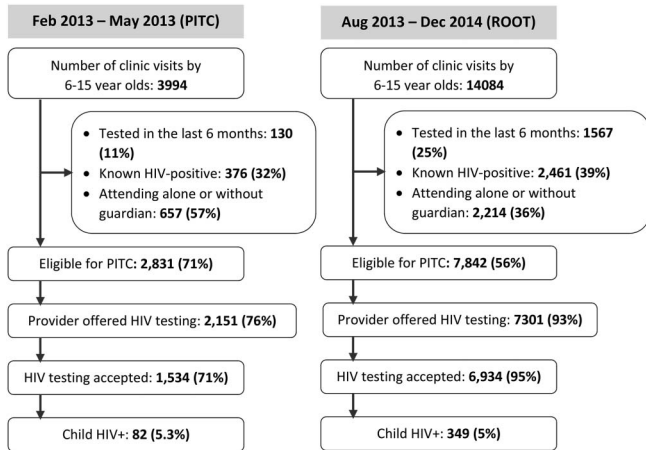 Feb 2013 – May 2013 (PITC)
Number of clinic visits by
6-15 year olds: 3994
• Tested in the last 6 months: 130
(11%)
• Known HIV-positive: 376 (32%)
• Attending alone or without
guardian: 657 (57%)
Eligible for PITC: 2,831 (71%)
Provider offered HIV testing: 2,151 (76%)
HIV testing accepted: 1,534 (71%)
Child HIV+: 82 (5.3%)
Aug 2013 – Dec 2014 (ROOT)
Number of clinic visits by
6-15 year olds: 14084
• Tested in the last 6 months: 1567
(25%)
• Known HIV-positive: 2,461 (39%)
• Attending alone or without
guardian: 2,214 (36%)
Eligible for PITC: 7,842 (56%)
Provider offered HIV testing: 7301 (93%)
HIV testing accepted: 6,934 (95%)
Child HIV+: 349 (5%)